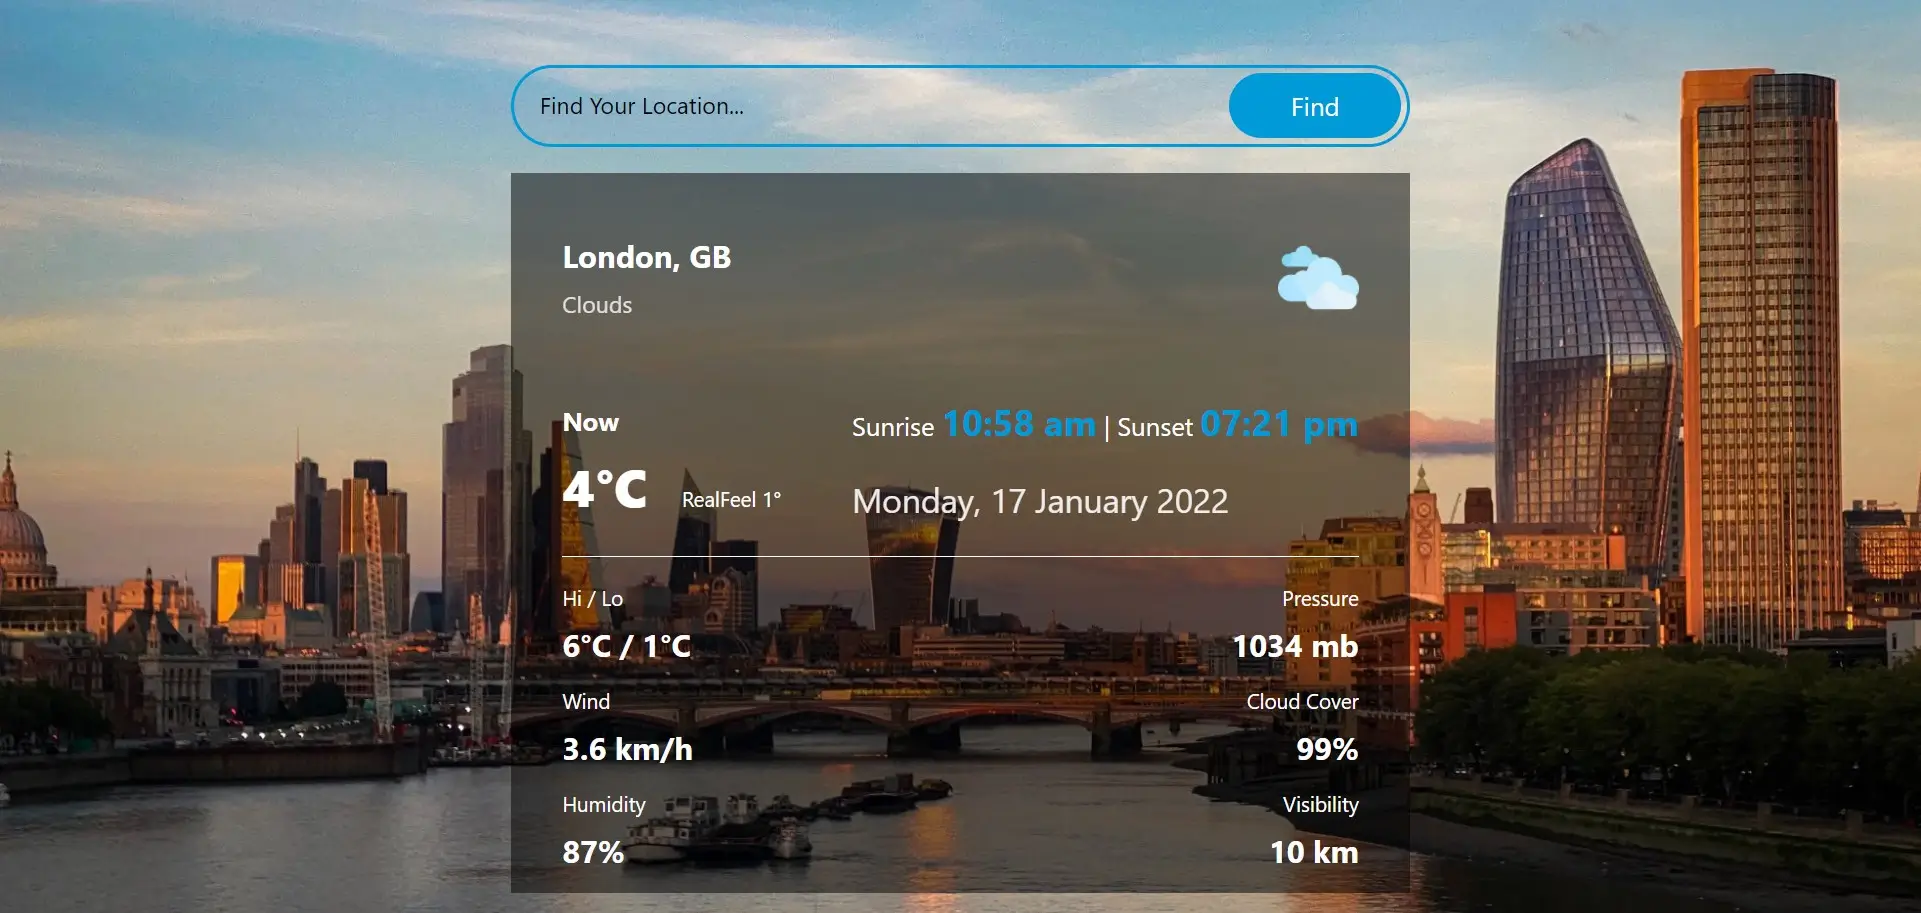 Find Your Location...
Find
London, GB
Clouds
Now
Sunrise 10:58 am | Sunset 07:21 pm
4°C RealFeel 1°
Monday, 17 January 2022
Hi / Lo
Pressure
6°C / 1°C
1034 mb
Wind
Cloud Cover
3.6 km/h
99%
Humidity
Visibility
87%
10 km